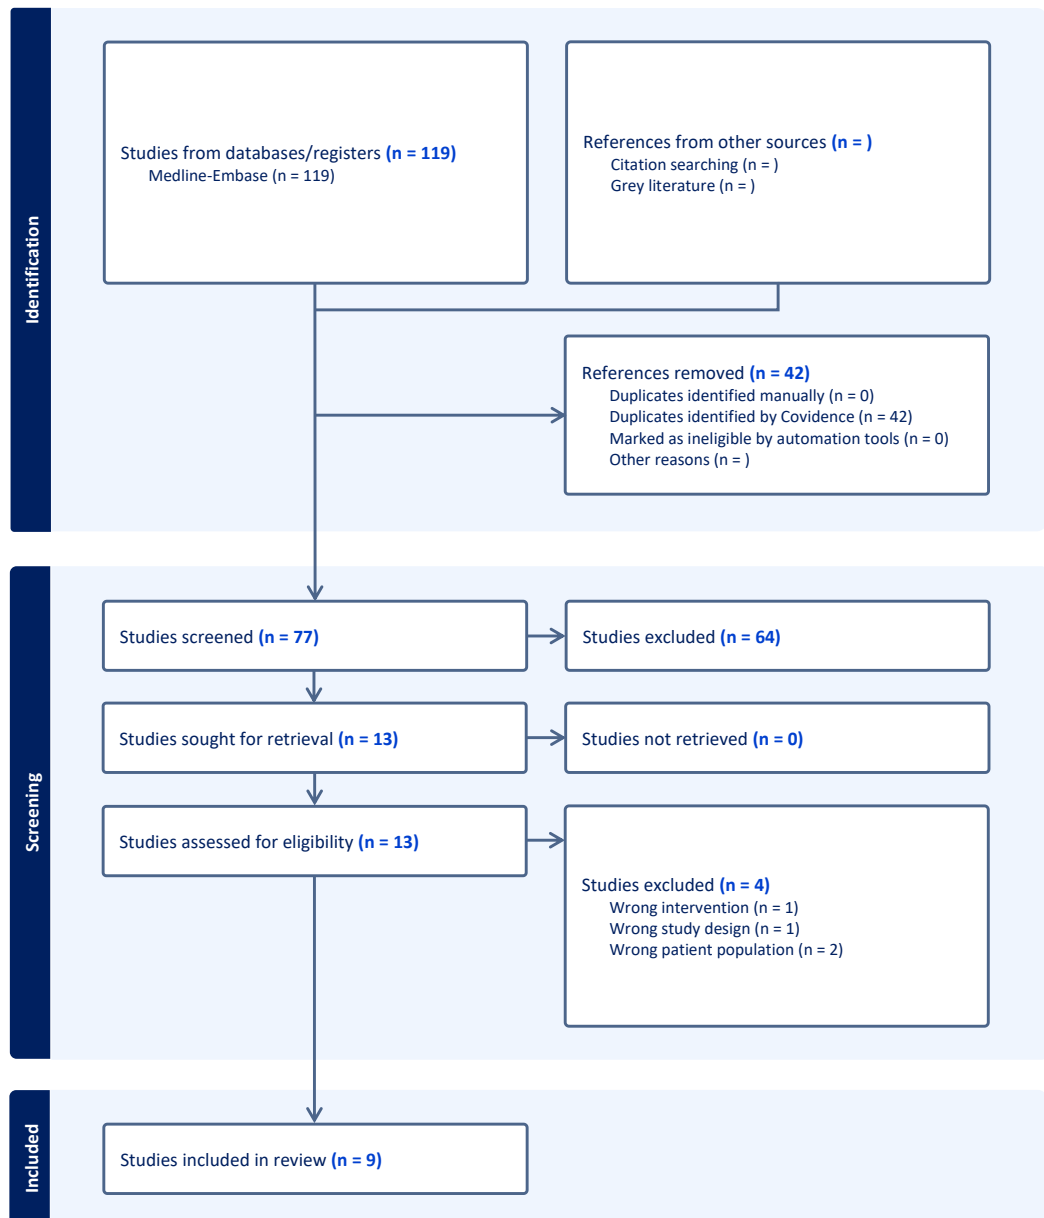 Identification
Studies from databases/registers (n = 119)
Medline-Embase (n = 119)
References from other sources (n = )
Citation searching (n = )
Grey literature (n = )
References removed (n = 42)
Duplicates identified manually (n = 0)
Duplicates identified by Covidence (n = 42)
Marked as ineligible by automation tools (n = 0)
Other reasons (n = )
Screening
Studies screened (n = 77)
Studies excluded (n = 64)
Studies sought for retrieval (n = 13)
Studies not retrieved (n = 0)
Studies assessed for eligibility (n = 13)
Studies excluded (n = 4)
Wrong intervention (n = 1)
Wrong study design (n = 1)
Wrong patient population (n = 2)
Included
Studies included in review (n = 9)